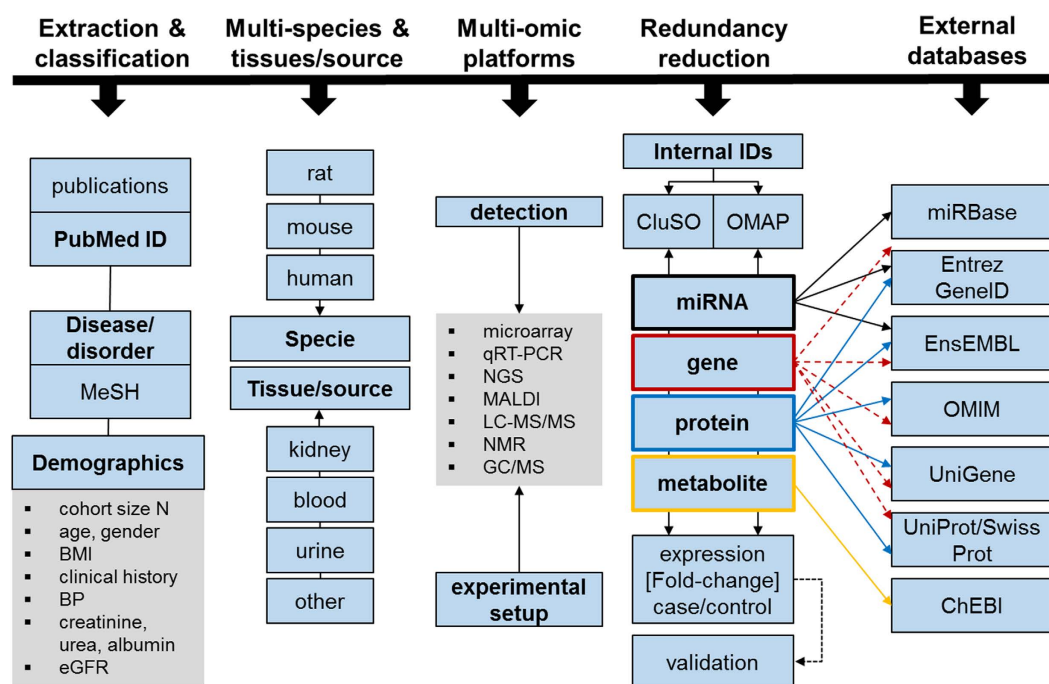 Extraction &
classification
Multi-species &
tissues/source
Multi-omic
platforms
Redundancy
reduction
External
databases
publications
PubMed ID
Disease/
disorder
MeSH
Demographics
▪ cohort size N
▪ age, gender
▪ BMI
▪ clinical history
▪ BP
▪ creatinine,
urea, albumin
▪ eGFR
rat
mouse
human
Specie
Tissue/source
kidney
blood
urine
other
detection
▪ microarray
▪ qRT-PCR
▪ NGS
▪ MALDI
▪ LC-MS/MS
▪ NMR
▪ GC/MS
experimental
setup
Internal IDs
CluSO
OMAP
miRNA
gene
protein
metabolite
expression
[Fold-change]
case/control
validation
miRBase
Entrez
GeneID
EnsEMBL
OMIM
UniGene
UniProt/Swiss
Prot
ChEBI